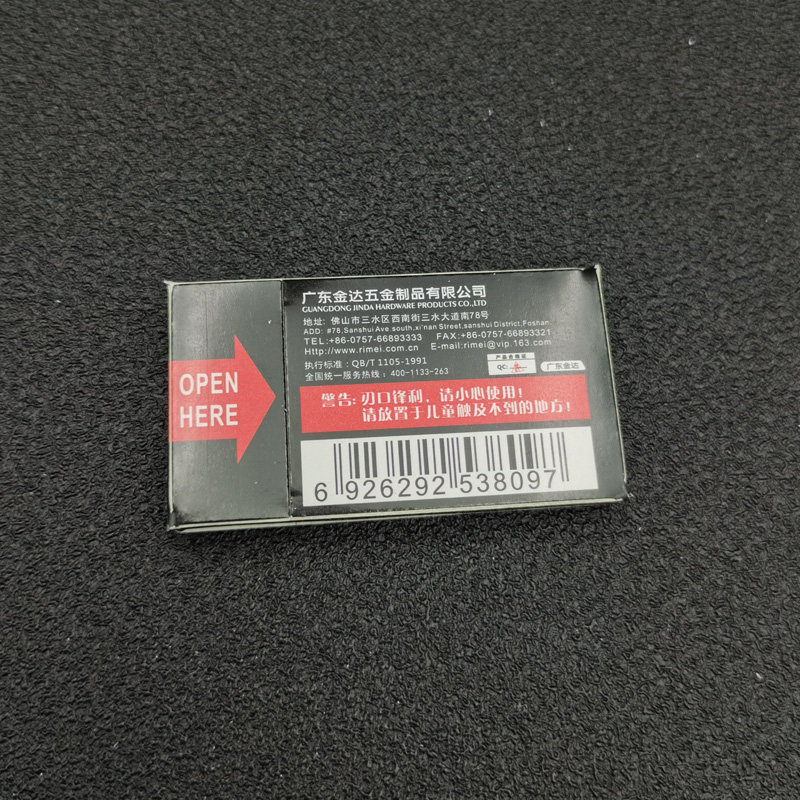 OPEN
HERE
广东金达五金制品有限公司
GUANGDONG JINDA HARDWARE PRODUCTS CO.,LTD
地址: 佛山市三水区西南街三水大道南78号
ADD: #78,Sanshui Ave south,xi'nan Street,sanshui District,Foshan
TEL:+86-0757-66893333 FAX:+86-0757-66893321
Http://www.rimei.com.cn E-mail:rimei@vip.163.com
执行标准: QB/T 1105-1991
全国统一服务热线: 400-1133-263
产品合格证
QC:
广东金达
警告: 刃口锋利, 请小心使用!
请放置于儿童触及不到的地方!
6 926292 538097